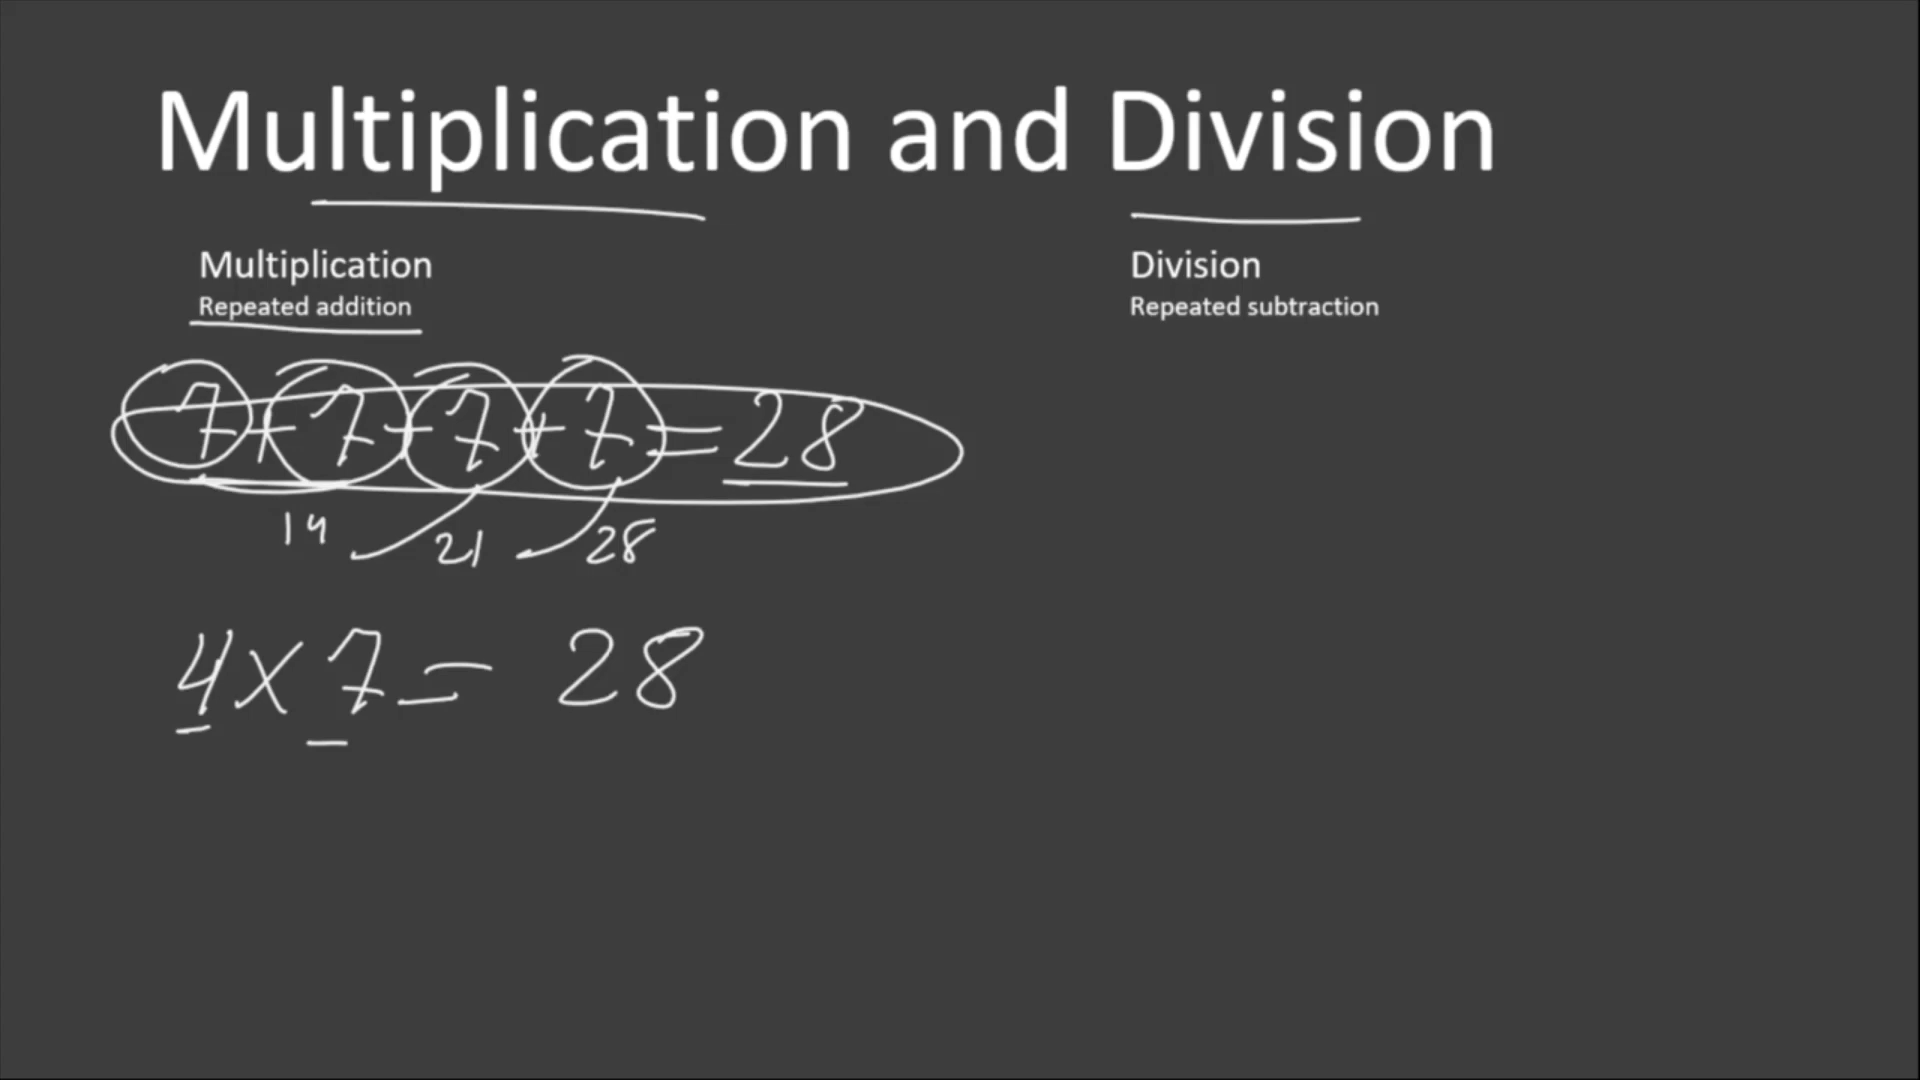 Multiplication and Division
Multiplication
Repeated addition
7+7+7+7=28
14 21 28
4x7= 28
Division
Repeated subtraction